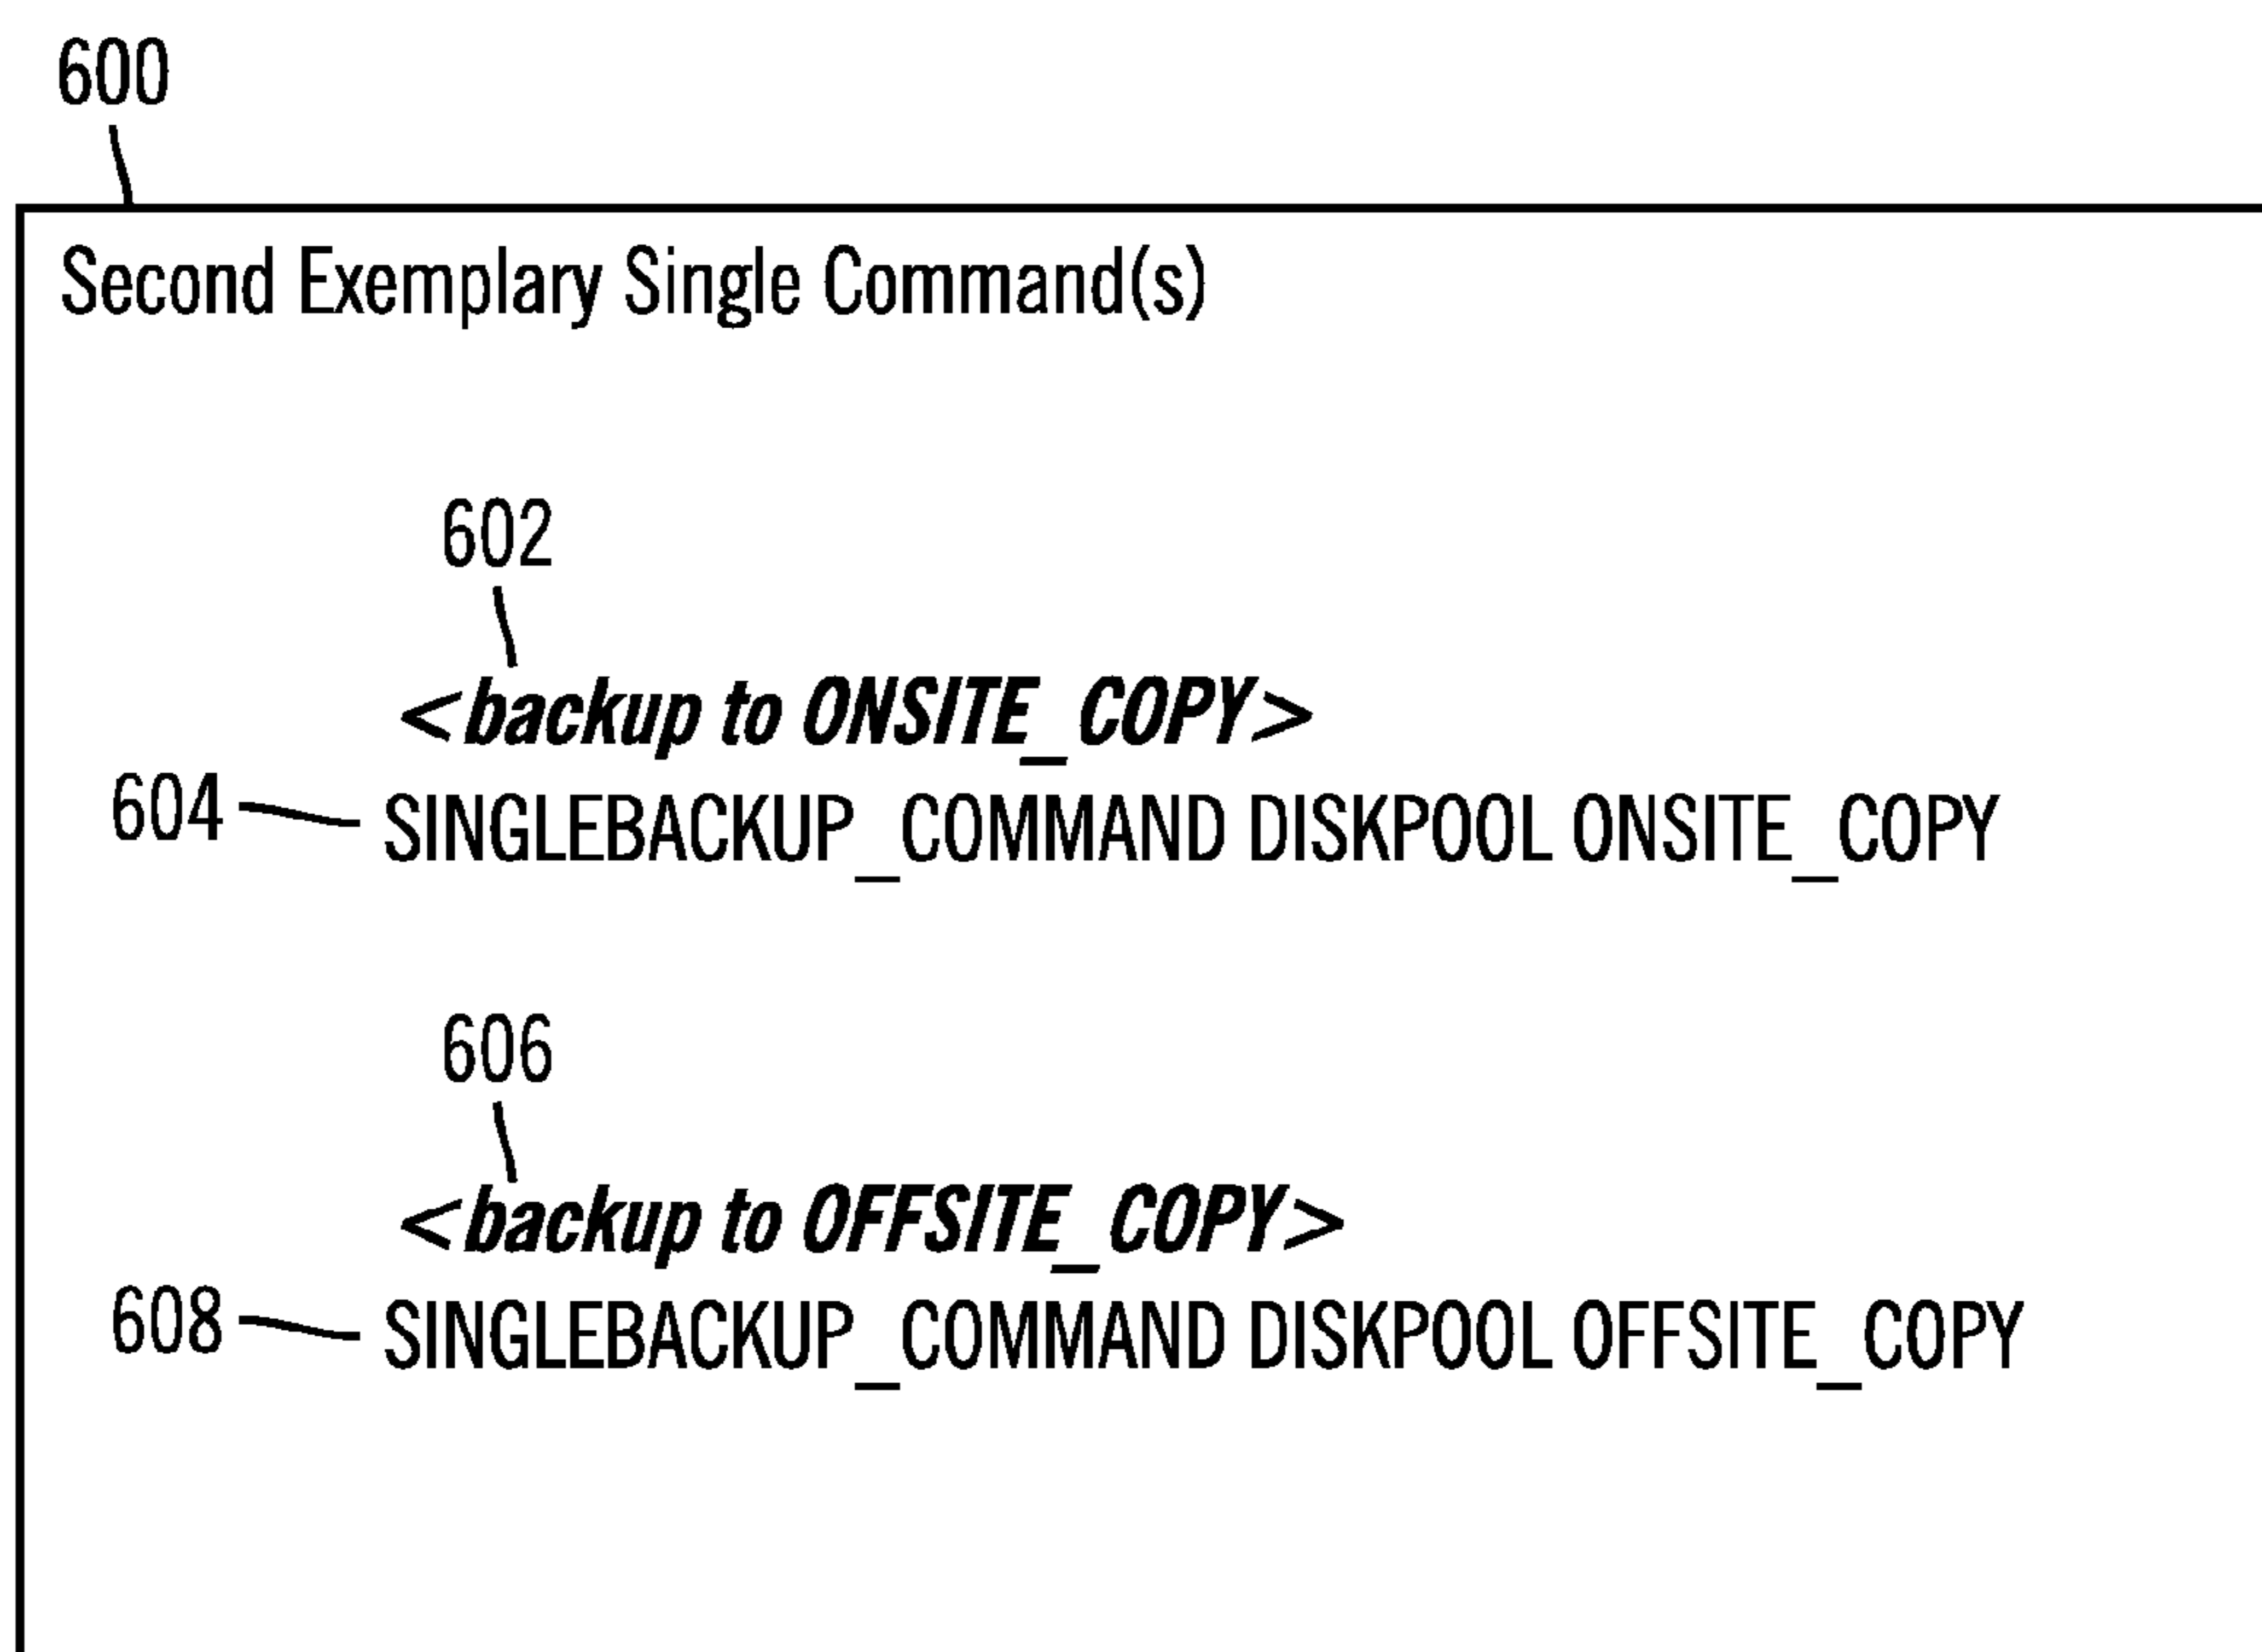 600
Second Exemplary Single Command(s)
602
<backup to ONSITE_COPY>
604 SINGLEBACKUP_COMMAND DISKPOOL ONSITE_COPY
606
<backup to OFFSITE_COPY>
608 SINGLEBACKUP_COMMAND DISKPOOL OFFSITE_COPY